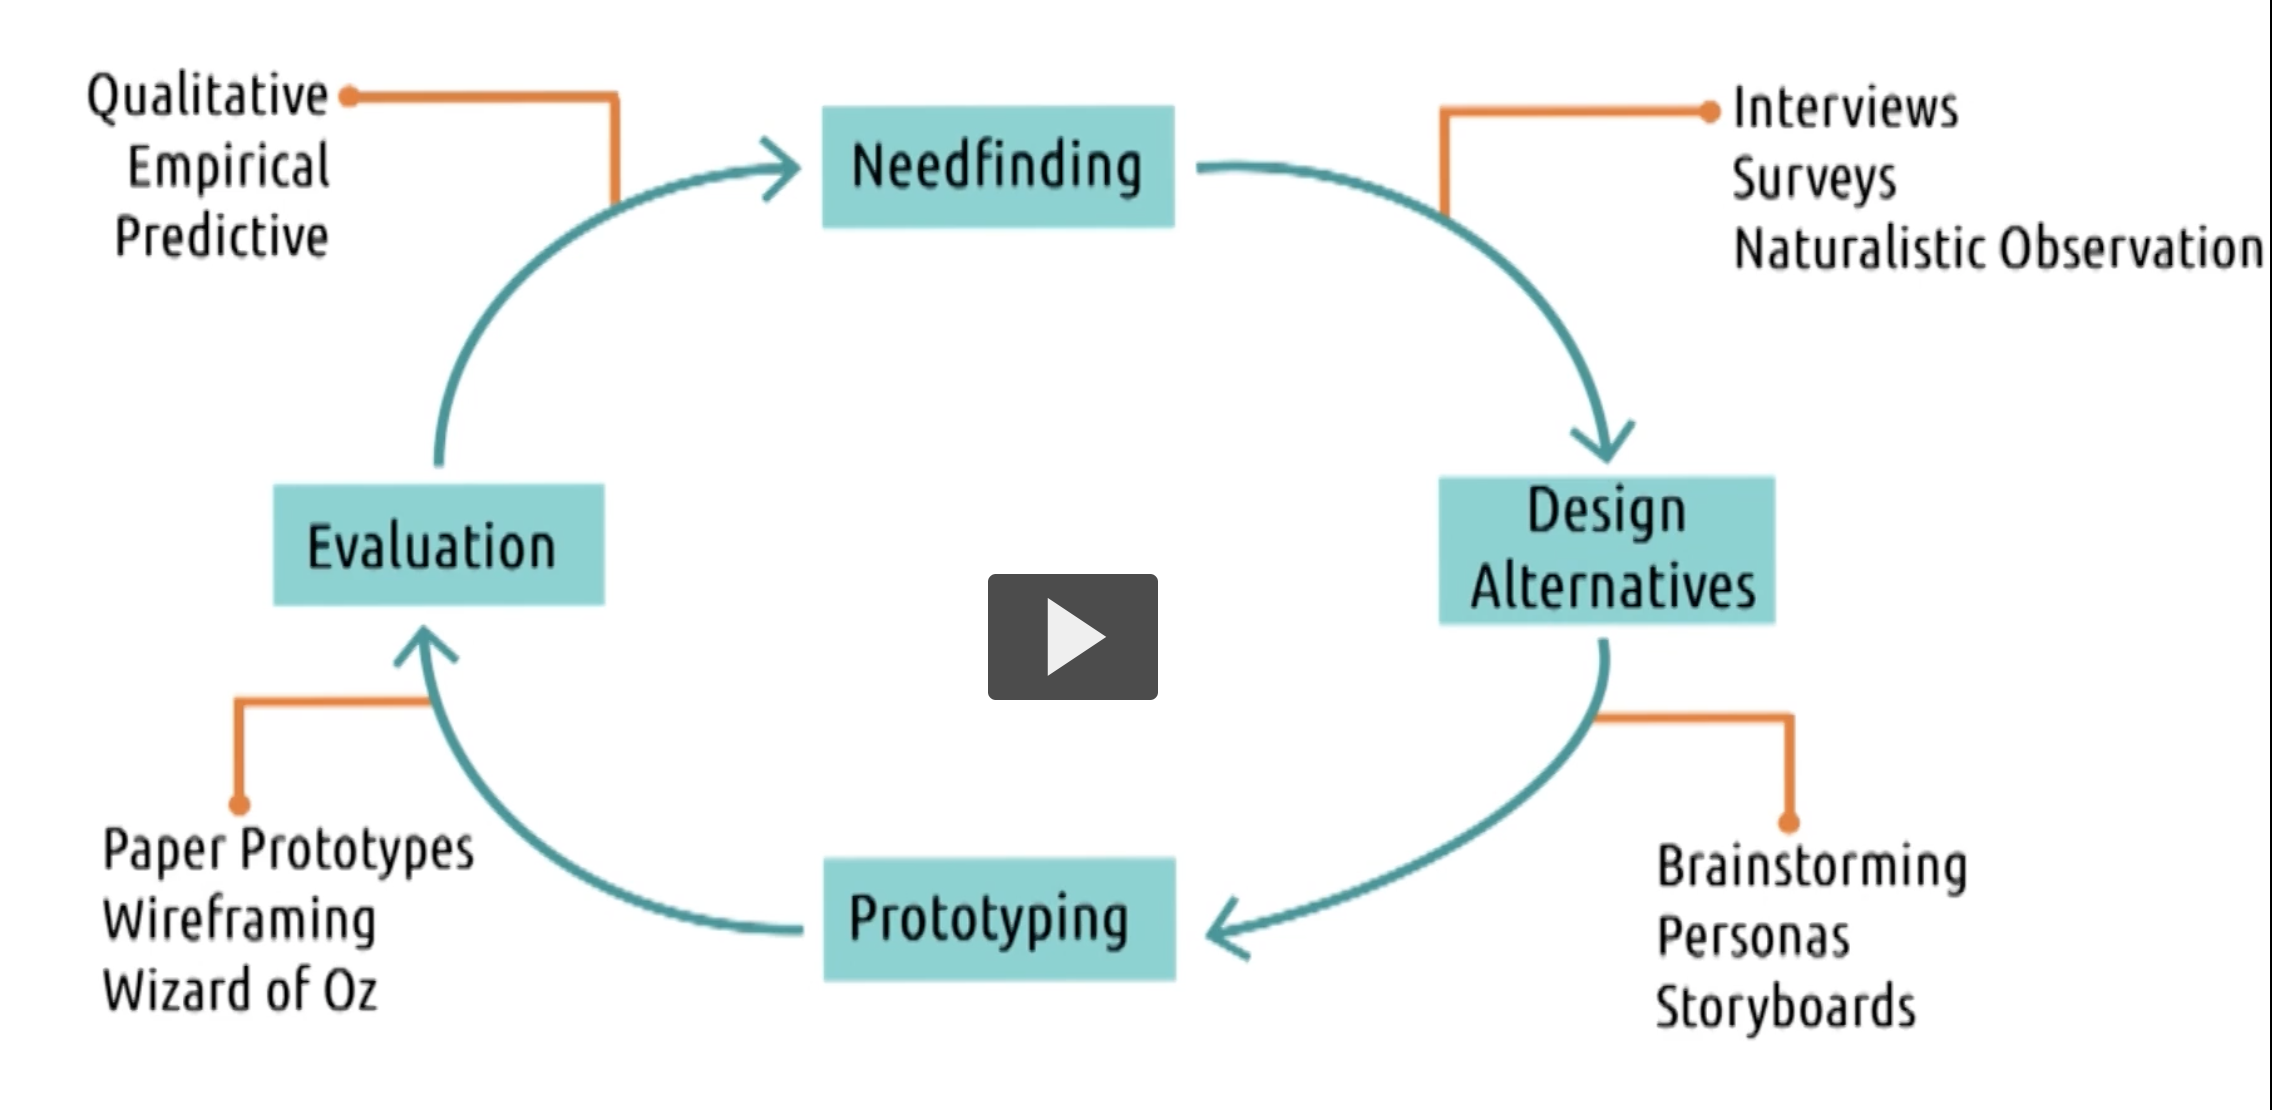 Qualitative
Empirical
Predictive
Needfinding
Interviews
Surveys
Naturalistic Observation
Evaluation
Design
Alternatives
Paper Prototypes
Wireframing
Wizard of Oz
Prototyping
Brainstorming
Personas
Storyboards